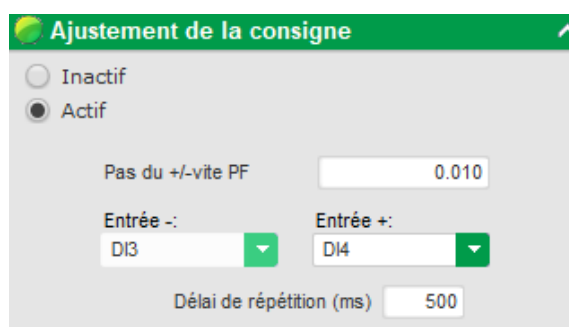 Ajustement de la consigne
Inactif
Actif
Pas du +/-vite PF 0.010
Entrée -: Entrée +:
DI3 DI4
Délai de répétition (ms) 500